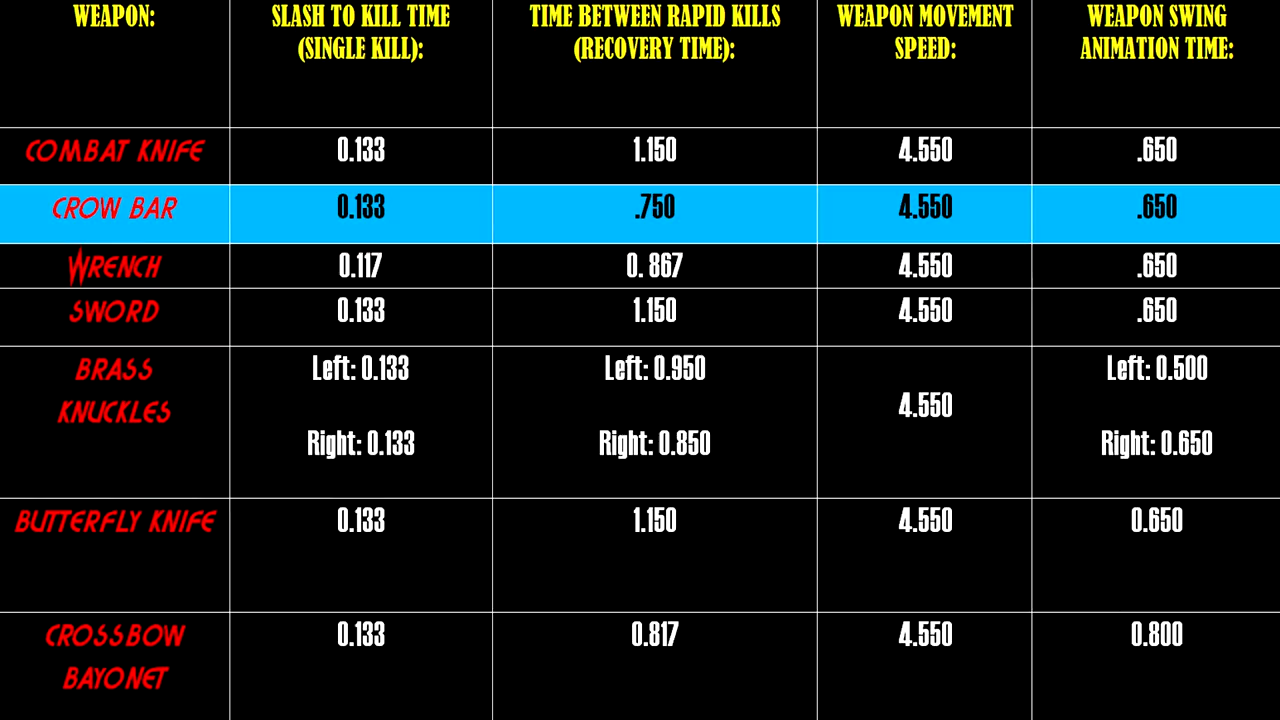 WEAPON:
SLASH TO KILL TIME
(SINGLE KILL):
TIME BETWEEN RAPID KILLS
(RECOVERY TIME):
WEAPON MOVEMENT
SPEED:
WEAPON SWING
ANIMATION TIME:
COMBAT KNIFE
0.133
1.150
4.550
.650
CROW BAR
0.133
.750
4.550
.650
WRENCH
0.117
0. 867
4.550
.650
SWORD
0.133
1.150
4.550
.650
BRASS
KNUCKLES
Left: 0.133
Right: 0.133
Left: 0.950
Right: 0.850
4.550
Left: 0.500
Right: 0.650
BUTTERFLY KNIFE
0.133
1.150
4.550
0.650
CROSSBOW
BAYONET
0.133
0.817
4.550
0.800